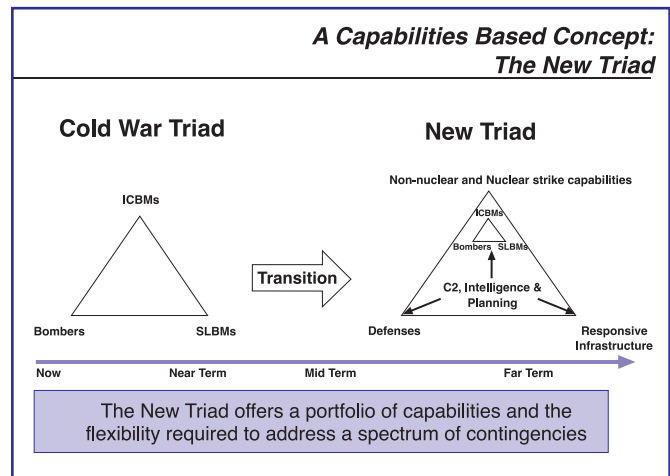 A Capabilities Based Concept:
The New Triad
Cold War Triad
New Triad
ICBMs
Bombers
SLBMs
Transition
Non-nuclear and Nuclear strike capabilities
ICBMs
Bombers SLBMs
C2, Intelligence &
Planning
Defenses
Responsive
Infrastructure
Now
Near Term
Mid Term
Far Term
The New Triad offers a portfolio of capabilities and the
flexibility required to address a spectrum of contingencies